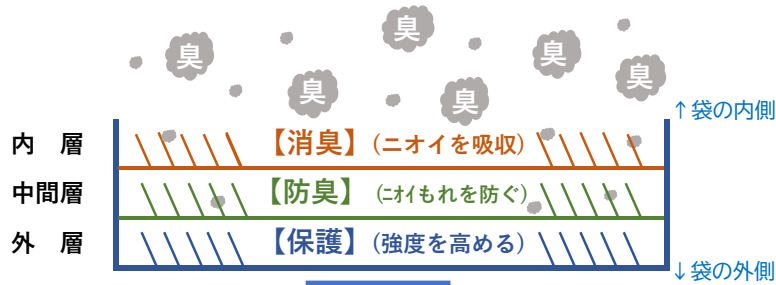 臭
臭
臭
臭
臭
臭
↑袋の内側
内 層 【消臭】(ニオイを吸収)
中間層 【防臭】(ﾆｵｲもれを防ぐ)
外 層 【保護】(強度を高める)
↓袋の外側